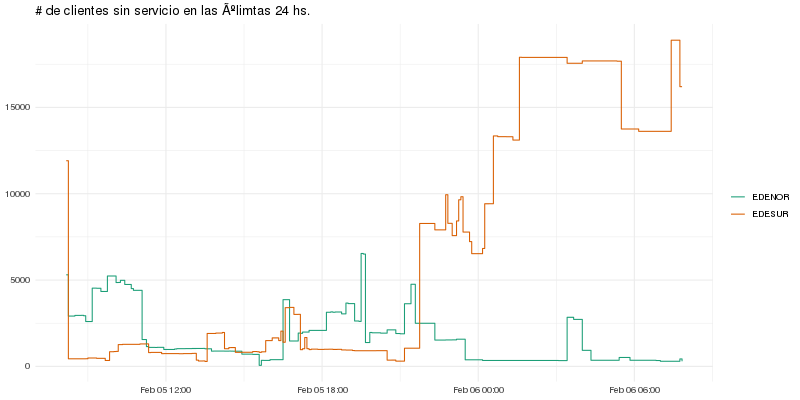 # de clientes sin servicio en las Ãºlimtas 24 hs.
15000
10000
5000
0
Feb 05 12:00
Feb 05 18:00
Feb 06 00:00
Feb 06 06:00
EDENOR
EDESUR